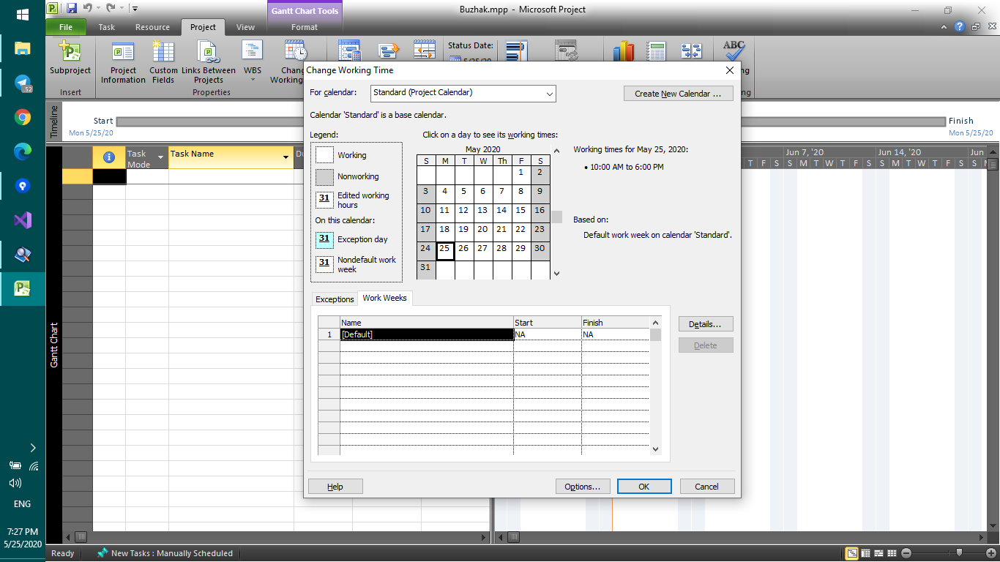 Buzhak.mpp - Microsoft Project
Gantt Chart Tools
File Task Resource Project View Format
Subproject
Project Information
Custom Fields
Links Between Projects
WBS
Status Date:
ABC
Insert
Properties
Timeline
Start
Mon 5/25/20
Finish
Mon 5/25/20
Task Mode
Task Name
Jun 7, '20
Jun 14, '20
Jun
T F S S M T W T F S S M T W T F S S
Gantt Chart
Change Working Time
For calendar:
Standard (Project Calendar)
Create New Calendar ...
Calendar 'Standard' is a base calendar.
Legend:
Working
Nonworking
31 Edited working hours
On this calendar:
31 Exception day
31 Nondefault work week
Click on a day to see its working times:
May 2020
S M T W Th F S
1 2
3 4 5 6 7 8 9
10 11 12 13 14 15 16
17 18 19 20 21 22 23
24 25 26 27 28 29 30
31
Working times for May 25, 2020:
• 10:00 AM to 6:00 PM
Based on:
Default work week on calendar 'Standard'.
Exceptions Work Weeks
Name Start Finish
1 [Default] NA NA
Details...
Delete
Help
Options...
OK
Cancel
52
ENG
7:27 PM
5/25/2020
Ready
New Tasks : Manually Scheduled